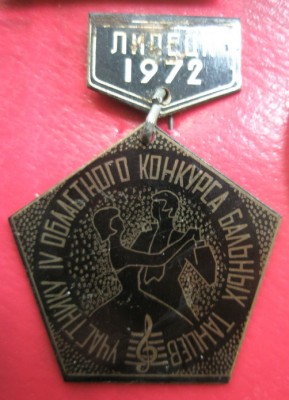 ЛИПЕЦК
1972
УЧАСТНИКУ IV ОБЛАСТНОГО КОНКУРСА БАЛЬНЫХ ТАНЦЕВ